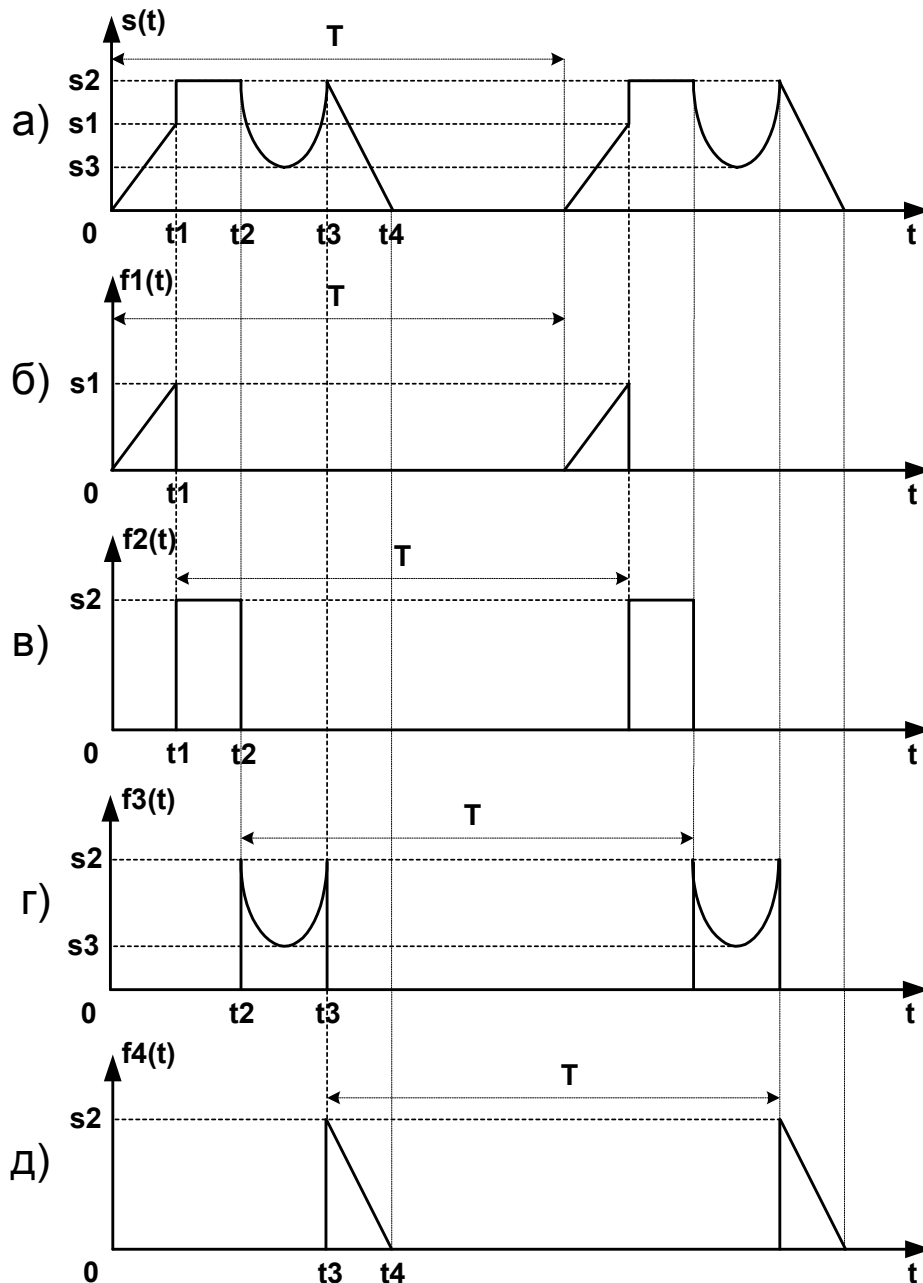 s(t)
T
s2
а)
s1
s3
0 t1 t2 t3 t4 t
f1(t)
T
б)
s1
0 t1 t
f2(t)
T
s2
в)
0 t1 t2 t
f3(t)
T
s2
г)
s3
0 t2 t3 t
f4(t)
T
s2
д)
0 t3 t4 t